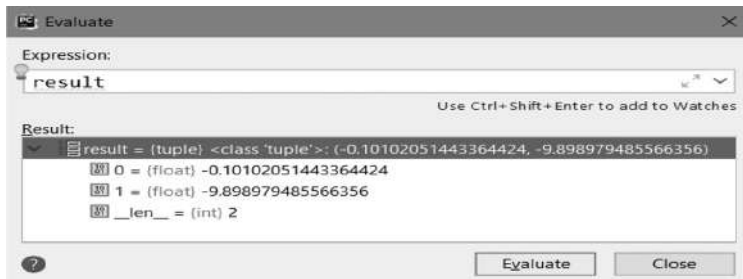 Evaluate
Expression:
result
Use Ctrl+Shift+Enter to add to Watches
Result:
result = {tuple} <class 'tuple'>: (-0.10102051443364424, -9.898979485566356)
0 = {float} -0.10102051443364424
1 = {float} -9.898979485566356
__len__ = {int} 2
Evaluate Close